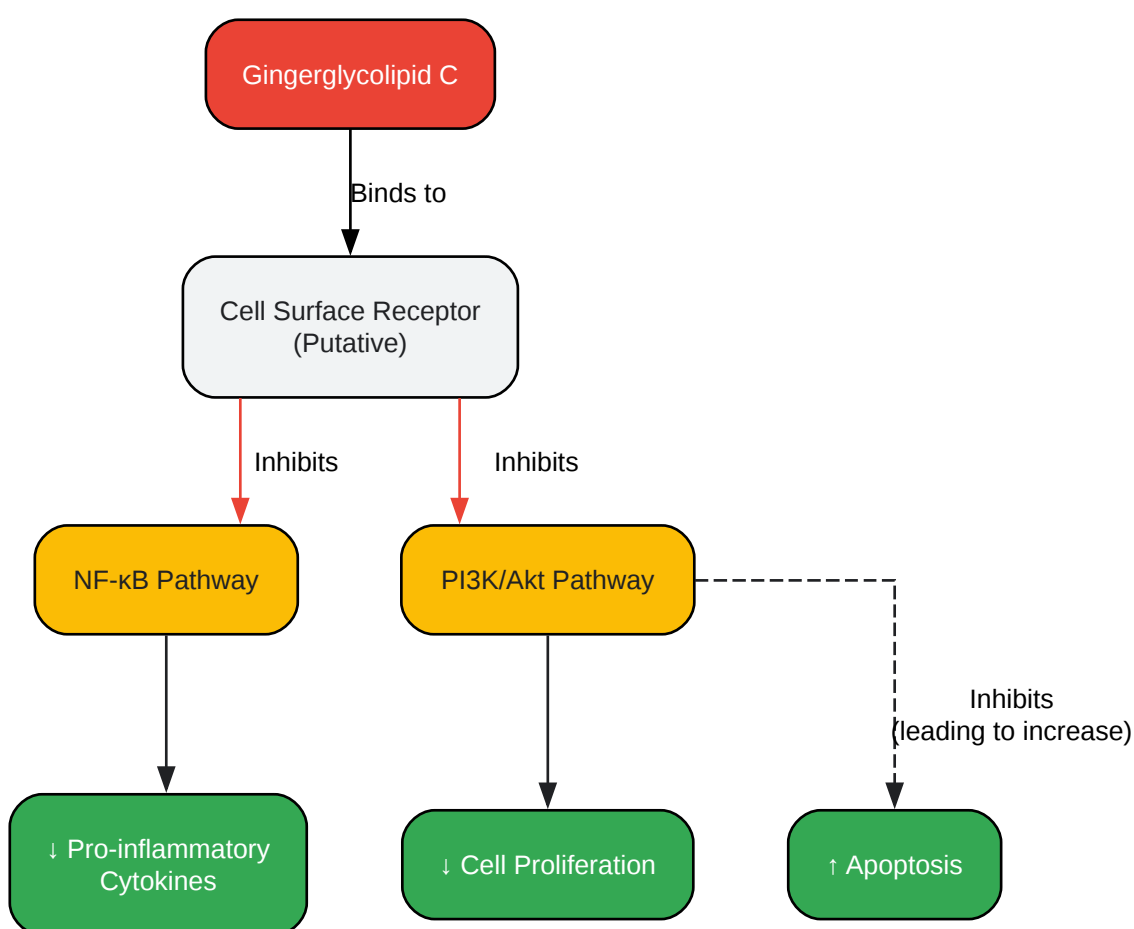 Gingerglycolipid C
Binds to
Cell Surface Receptor
(Putative)
Inhibits
Inhibits
NF-κB Pathway
PI3K/Akt Pathway
Inhibits
(leading to increase)
↓ Pro-inflammatory
Cytokines
↓ Cell Proliferation
↑ Apoptosis